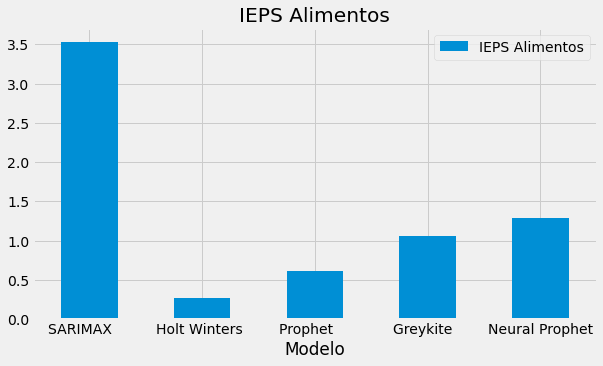 IEPS Alimentos
IEPS Alimentos
3.5
3.0
2.5
2.0
1.5
1.0
0.5
0.0
SARIMAX Holt Winters Prophet Greykite Neural Prophet
Modelo